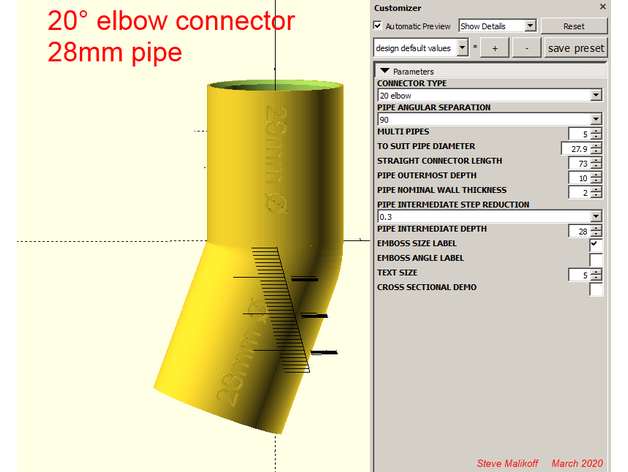 20° elbow connector
28mm pipe
28mm Ø
28mm Ø
Customizer
Automatic Preview
Show Details
Reset
design default values
*
+
-
save preset
Parameters
CONNECTOR TYPE
20 elbow
PIPE ANGULAR SEPARATION
90
MULTI PIPES 5
TO SUIT PIPE DIAMETER 27.9
STRAIGHT CONNECTOR LENGTH 73
PIPE OUTERMOST DEPTH 10
PIPE NOMINAL WALL THICKNESS 2
PIPE INTERMEDIATE STEP REDUCTION
0.3
PIPE INTERMEDIATE DEPTH 28
EMBOSS SIZE LABEL
EMBOSS ANGLE LABEL
TEXT SIZE 5
CROSS SECTIONAL DEMO
Steve Malikoff March 2020